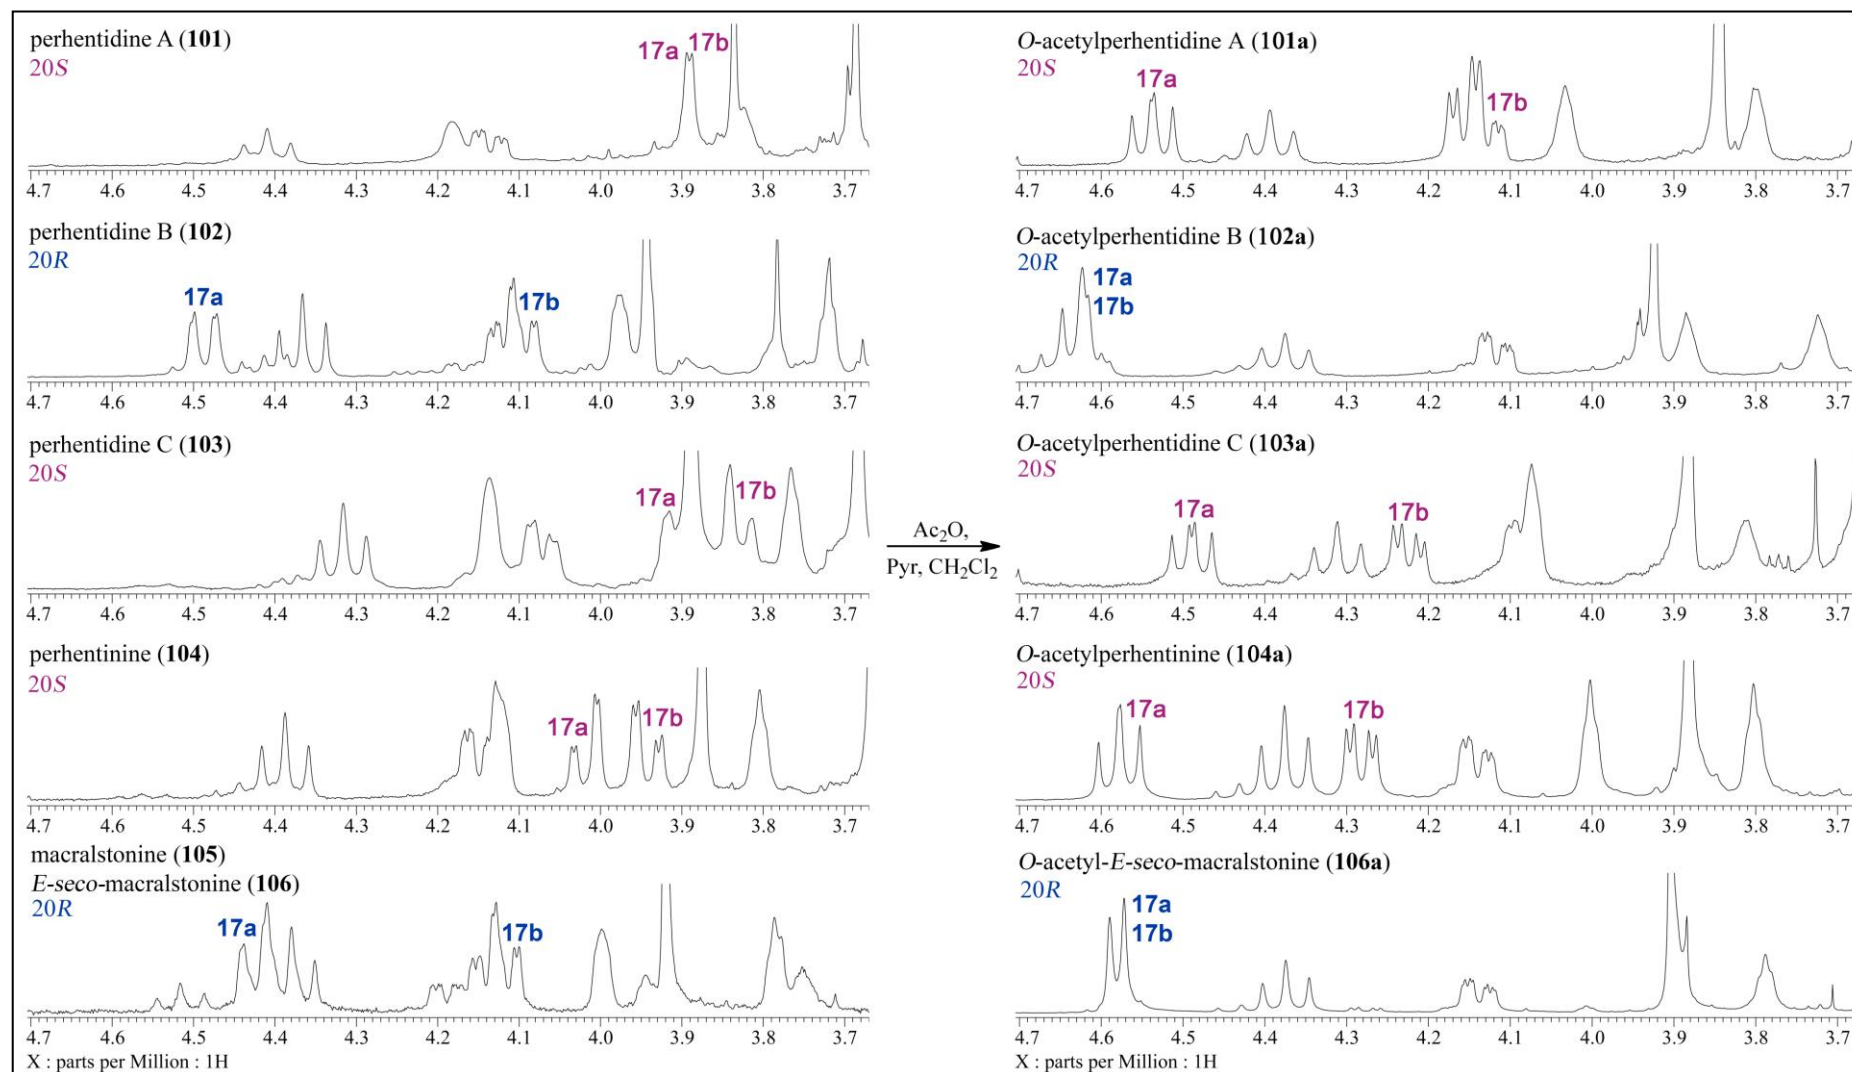 perhentidine A (101)
20S
17a 17b
4.7 4.6 4.5 4.4 4.3 4.2 4.1 4.0 3.9 3.8 3.7
perhentidine B (102)
20R
17a
17b
4.7 4.6 4.5 4.4 4.3 4.2 4.1 4.0 3.9 3.8 3.7
perhentidine C (103)
20S
17a
17b
4.7 4.6 4.5 4.4 4.3 4.2 4.1 4.0 3.9 3.8 3.7
perhentinine (104)
20S
17a
17b
4.7 4.6 4.5 4.4 4.3 4.2 4.1 4.0 3.9 3.8 3.7
macralstonine (105)
E-seco-macralstonine (106)
20R
17a
17b
4.7 4.6 4.5 4.4 4.3 4.2 4.1 4.0 3.9 3.8 3.7
X : parts per Million : 1H
Ac₂O,
Pyr, CH₂Cl₂
O-acetylperhentidine A (101a)
20S
17a
17b
4.7 4.6 4.5 4.4 4.3 4.2 4.1 4.0 3.9 3.8 3.7
O-acetylperhentidine B (102a)
20R
17a
17b
4.7 4.6 4.5 4.4 4.3 4.2 4.1 4.0 3.9 3.8 3.7
O-acetylperhentidine C (103a)
20S
17a
17b
4.7 4.6 4.5 4.4 4.3 4.2 4.1 4.0 3.9 3.8 3.7
O-acetylperhentinine (104a)
20S
17a
17b
4.7 4.6 4.5 4.4 4.3 4.2 4.1 4.0 3.9 3.8 3.7
O-acetyl-E-seco-macralstonine (106a)
20R
17a
17b
4.7 4.6 4.5 4.4 4.3 4.2 4.1 4.0 3.9 3.8 3.7
X : parts per Million : 1H